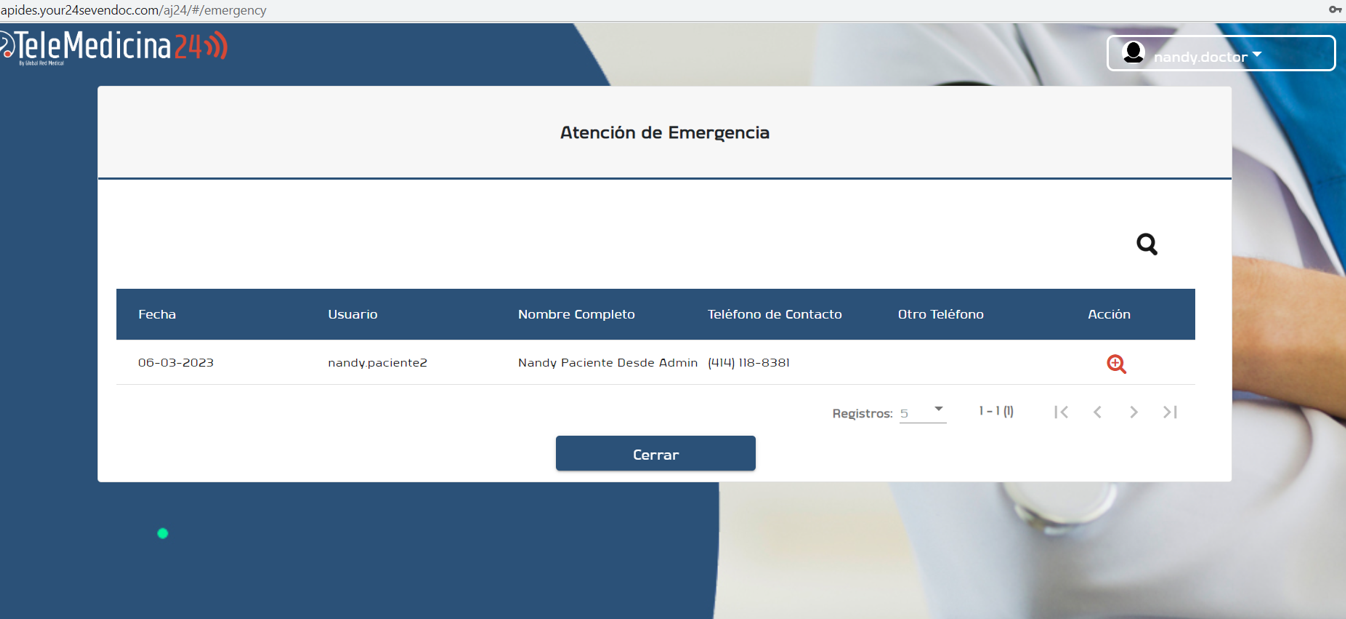 apides.your24sevendoc.com/aj24/#/emergency
TeleMedicina24
By Global Red Medical
nandy.doctor
Atención de Emergencia
Fecha Usuario Nombre Completo Teléfono de Contacto Otro Teléfono Acción
06-03-2023 nandy.paciente2 Nandy Paciente Desde Admin (414) 118-8381
Registros: 5 1 - 1 (1)
Cerrar